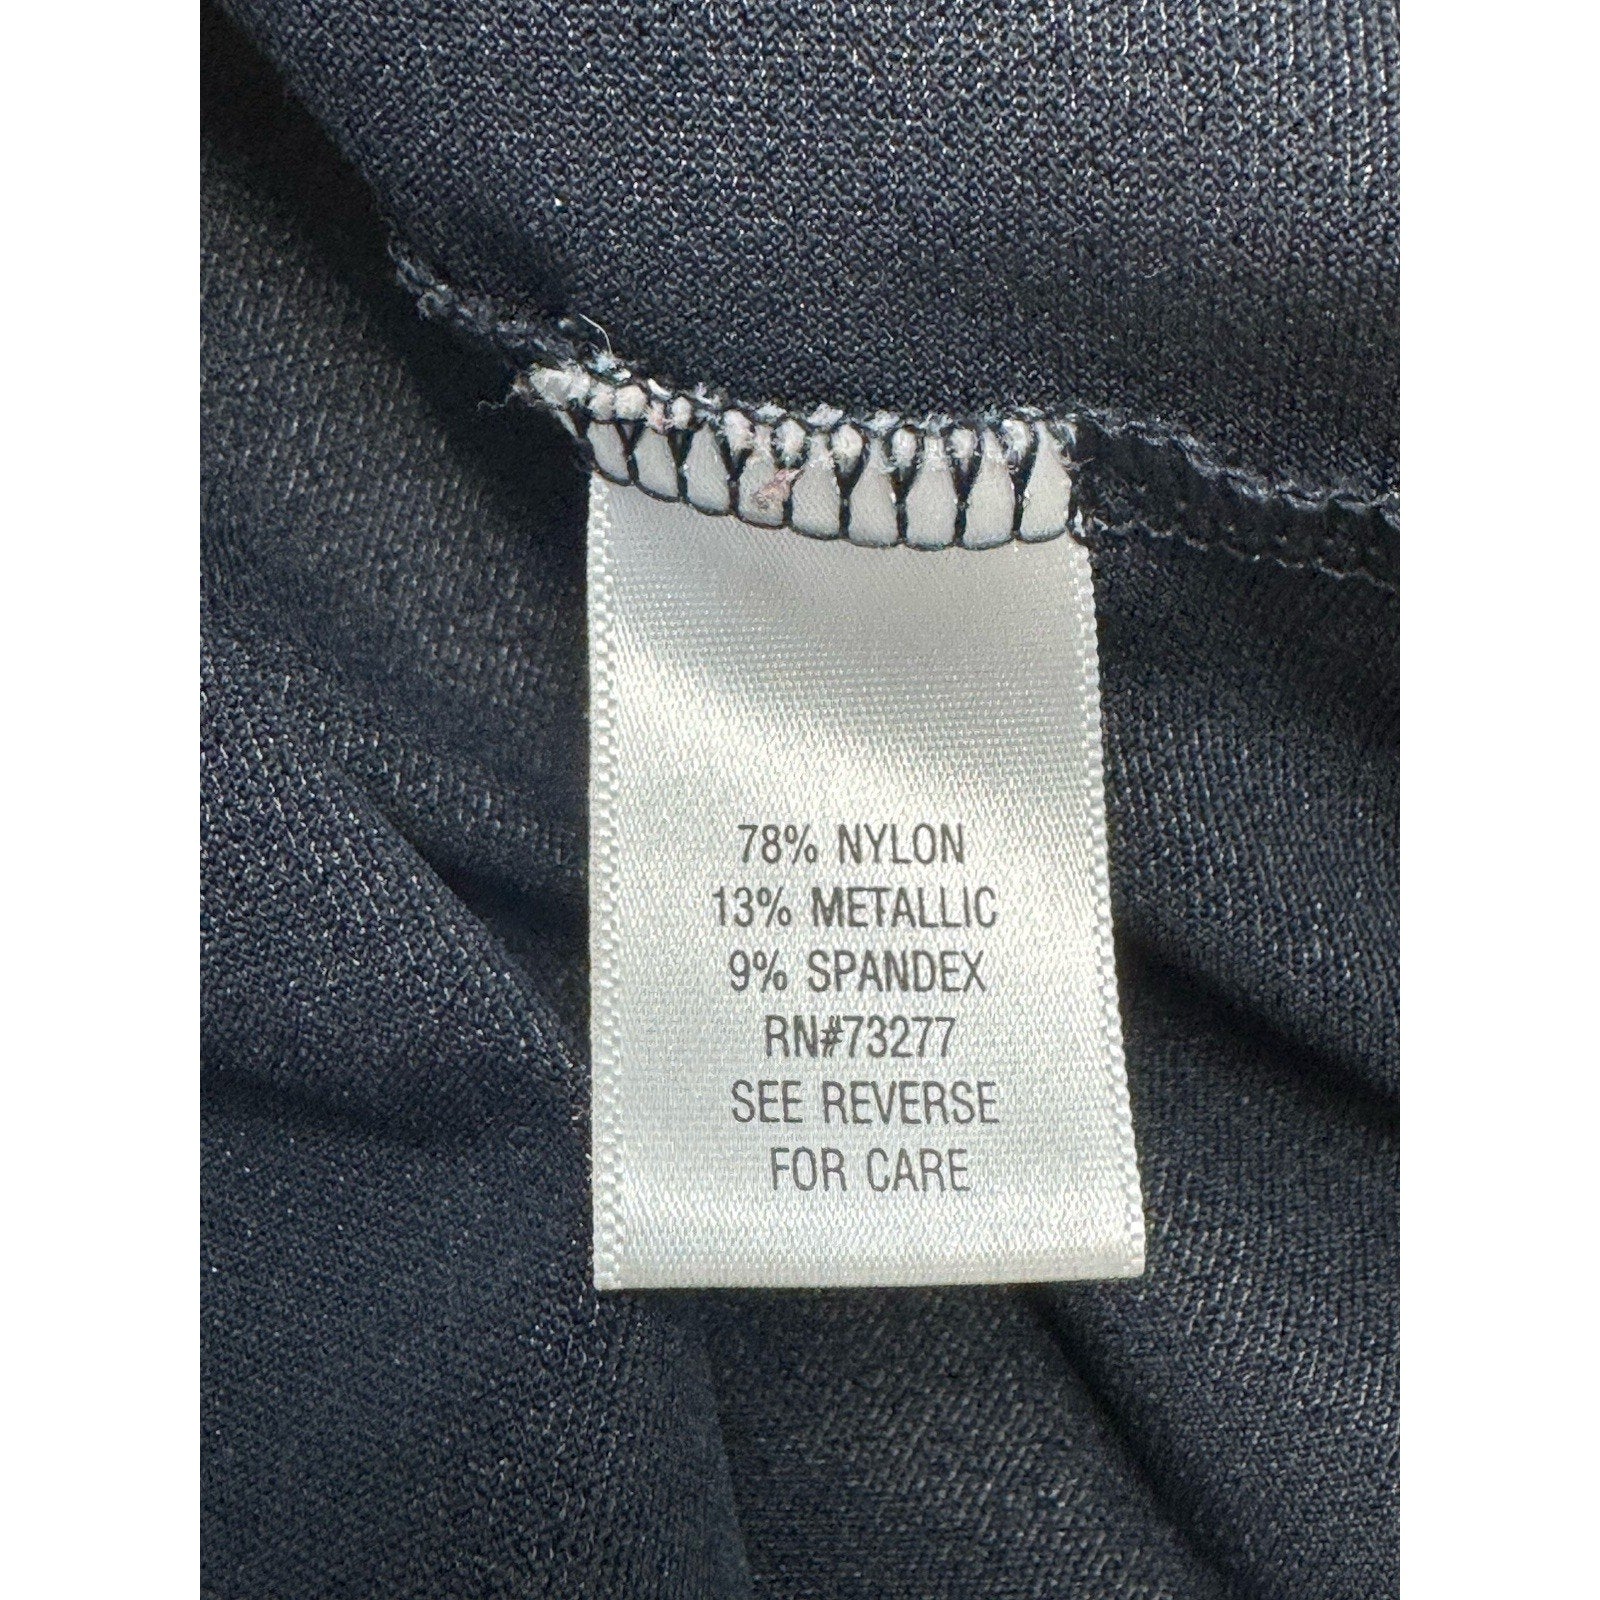 78% NYLON
13% METALLIC
9% SPANDEX
RN#73277
SEE REVERSE
FOR CARE